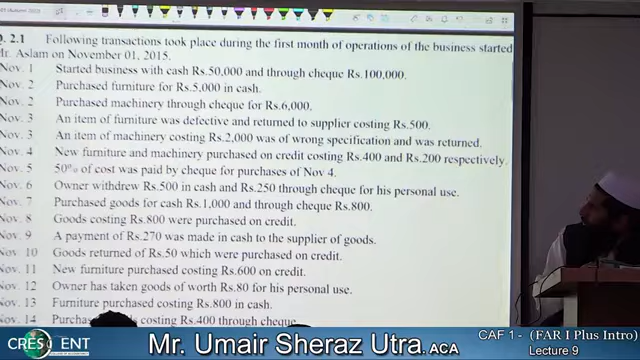 Q. 2.1 Following transactions took place during the first month of operations of the business started
Mr. Aslam on November 01, 2015.
Nov. 1 Started business with cash Rs.50,000 and through cheque Rs.100,000.
Nov. 2 Purchased furniture for Rs.5,000 in cash.
Nov. 2 Purchased machinery through cheque for Rs.6,000.
Nov. 3 An item of furniture was defective and returned to supplier costing Rs.500.
Nov. 3 An item of machinery costing Rs.2,000 was of wrong specification and was returned.
Nov. 4 New furniture and machinery purchased on credit costing Rs.400 and Rs.200 respectively.
Nov. 5 50% of cost was paid by cheque for purchases of Nov 4.
Nov. 6 Owner withdrew Rs.500 in cash and Rs.250 through cheque for his personal use.
Nov. 7 Purchased goods for cash Rs.1,000 and through cheque Rs.800.
Nov. 8 Goods costing Rs.800 were purchased on credit.
Nov. 9 A payment of Rs.270 was made in cash to the supplier of goods.
Nov. 10 Goods returned of Rs.50 which were purchased on credit.
Nov. 11 New furniture purchased costing Rs.600 on credit.
Nov. 12 Owner has taken goods of worth Rs.80 for his personal use.
Nov. 13 Furniture purchased costing Rs.800 in cash.
Nov. 14 costing Rs.400 through cheque
CRESCENT
Mr. Umair Sheraz Utra. ACA
CAF 1 - (FAR I Plus Intro)
Lecture 9